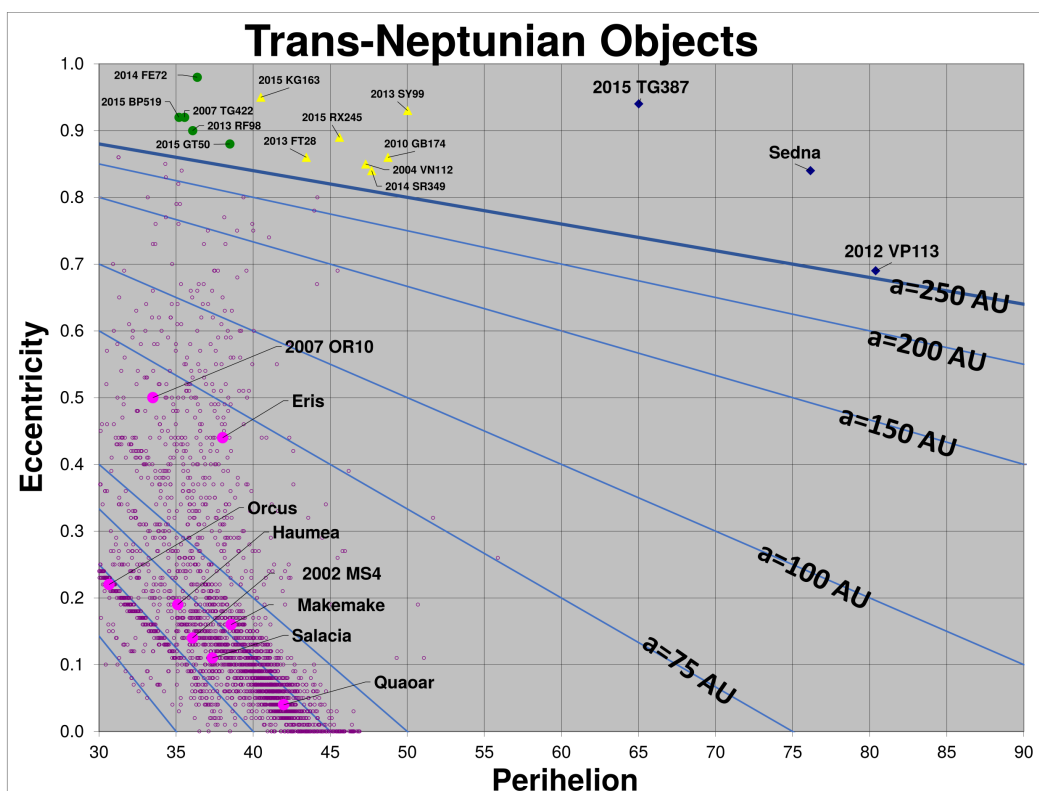 Trans-Neptunian Objects
1.0
0.9
0.8
0.7
0.6
0.5
0.4
0.3
0.2
0.1
0.0
Eccentricity
2014 FE72
2015 KG163
2015 TG387
2013 SY99
2015 BP519
2007 TG422
2015 RX245
2013 RF98
2015 GT50
2013 FT28
2010 GB174
Sedna
2004 VN112
2014 SR349
2012 VP113
a=250 AU
a=200 AU
a=150 AU
a=100 AU
a=75 AU
2007 OR10
Eris
Orcus
Haumea
2002 MS4
Makemake
Salacia
Quaoar
30
35
40
45
50
55
60
65
70
75
80
85
90
Perihelion